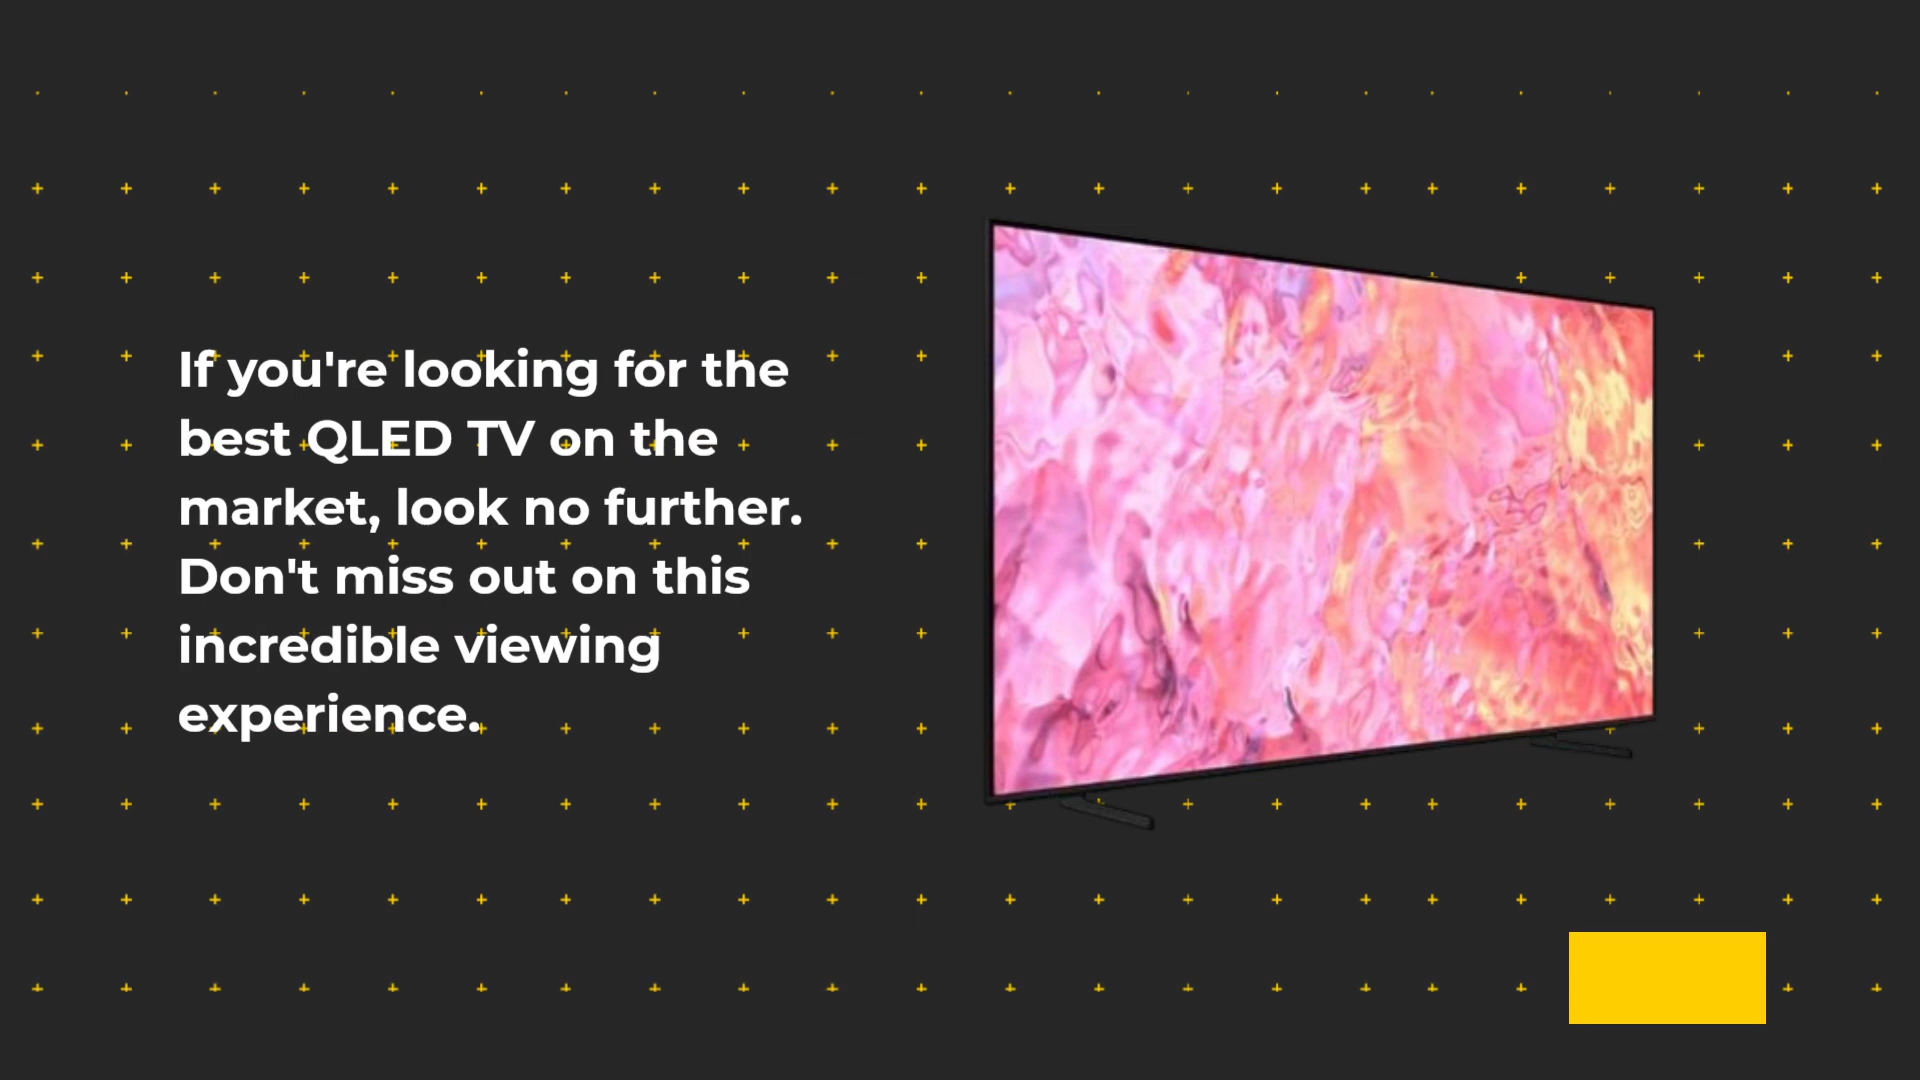 If you're looking for the
best QLED TV on the
market, look no further.
Don't miss out on this
incredible viewing
experience.